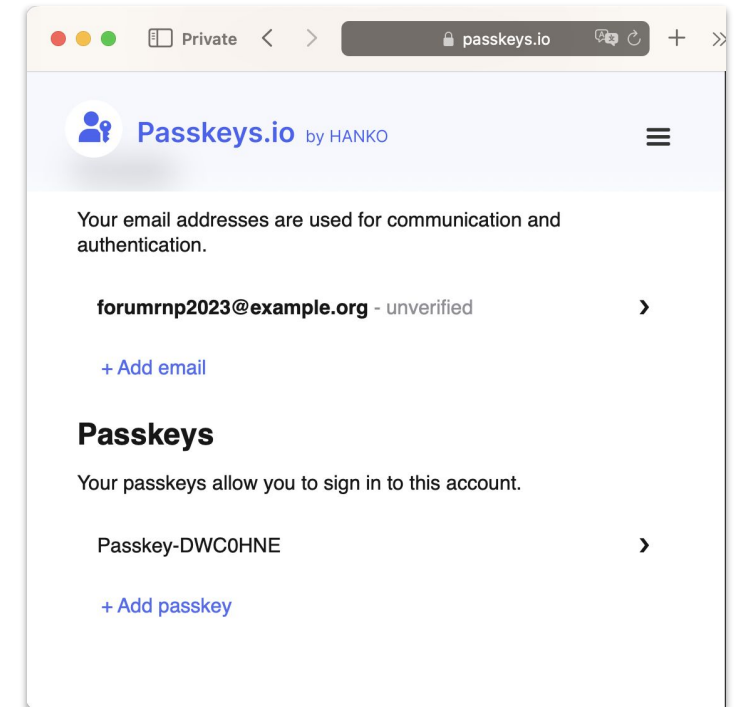 Private
passkeys.io
Passkeys.io by HANKO
Your email addresses are used for communication and
authentication.
forumrnp2023@example.org - unverified
+ Add email
Passkeys
Your passkeys allow you to sign in to this account.
Passkey-DWC0HNE
+ Add passkey